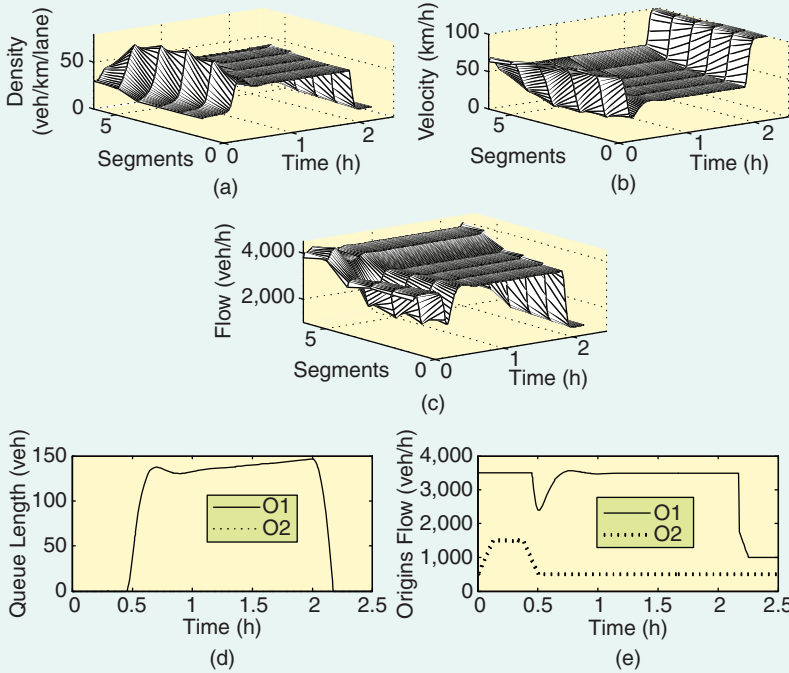 Density
(veh/km/lane)
50
0
5
0
0
1
2
Segments
Time (h)
(a)
Velocity (km/h)
100
50
0
5
0
0
1
2
Segments
Time (h)
(b)
Flow (veh/h)
4,000
2,000
5
0
0
1
2
Segments
Time (h)
(c)
Queue Length (veh)
150
100
50
0
0
0.5
1
1.5
2
2.5
O1
O2
Time (h)
(d)
Origins Flow (veh/h)
4,000
3,000
2,000
1,000
0
0
0.5
1
1.5
2
2.5
O1
O2
Time (h)
(e)